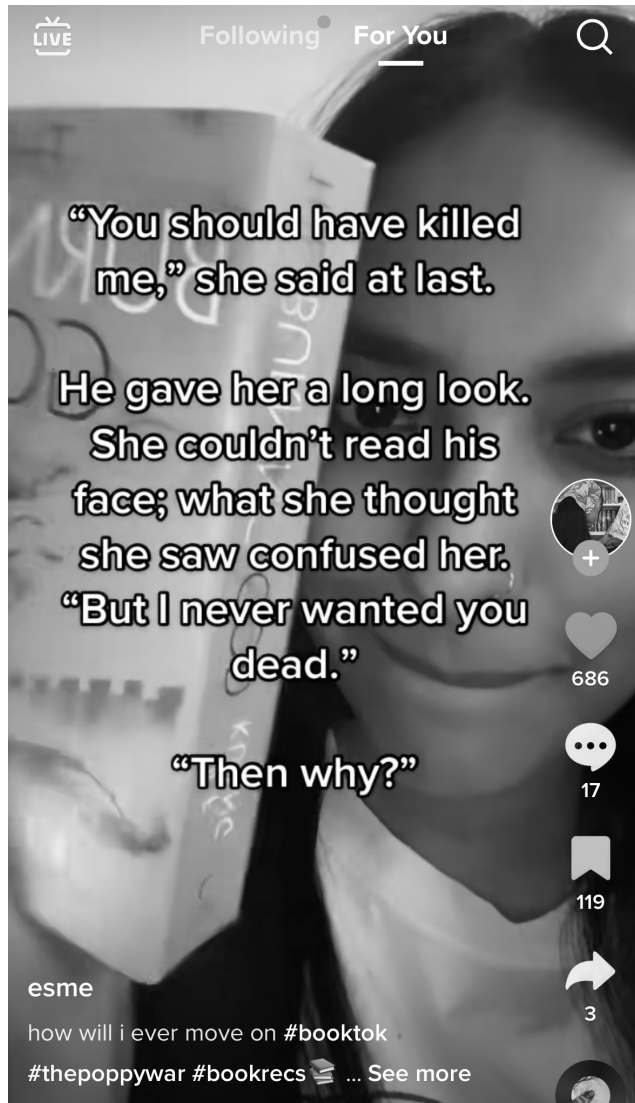 LIVE
Following
For You
“You should have killed
me,” she said at last.
He gave her a long look.
She couldn’t read his
face; what she thought
she saw confused her.
“But I never wanted you
dead.”
“Then why?”
686
17
119
3
esme
how will i ever move on #booktok
#thepoppywar #bookrecs📚 ... See more